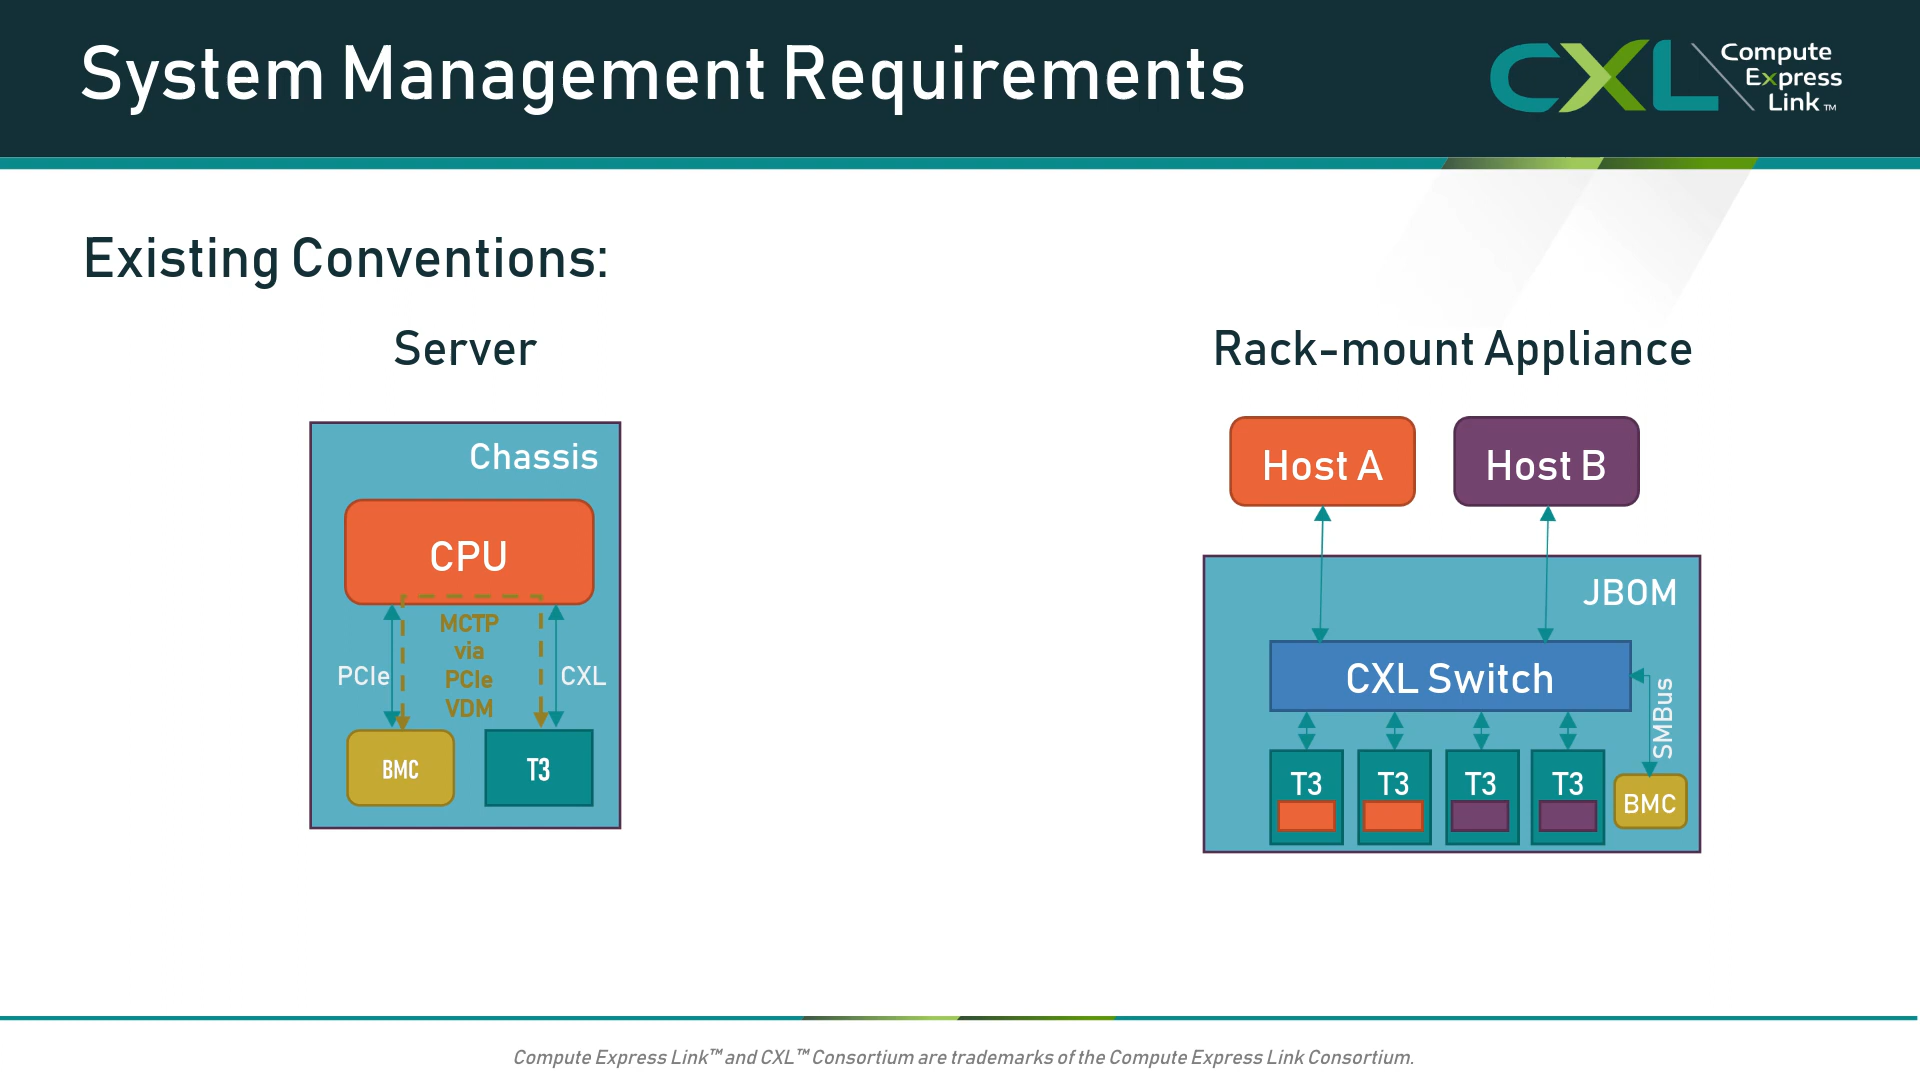 System Management Requirements
CXL Compute
Express
Link™
Existing Conventions:
Server
Rack-mount Appliance
Chassis
CPU
MCTP
via
PCIe
VDM
PCIe
CXL
BMC
T3
Host A
Host B
JBOM
CXL Switch
SMBus
T3
T3
T3
T3
BMC
Compute Express Link™ and CXL™ Consortium are trademarks of the Compute Express Link Consortium.